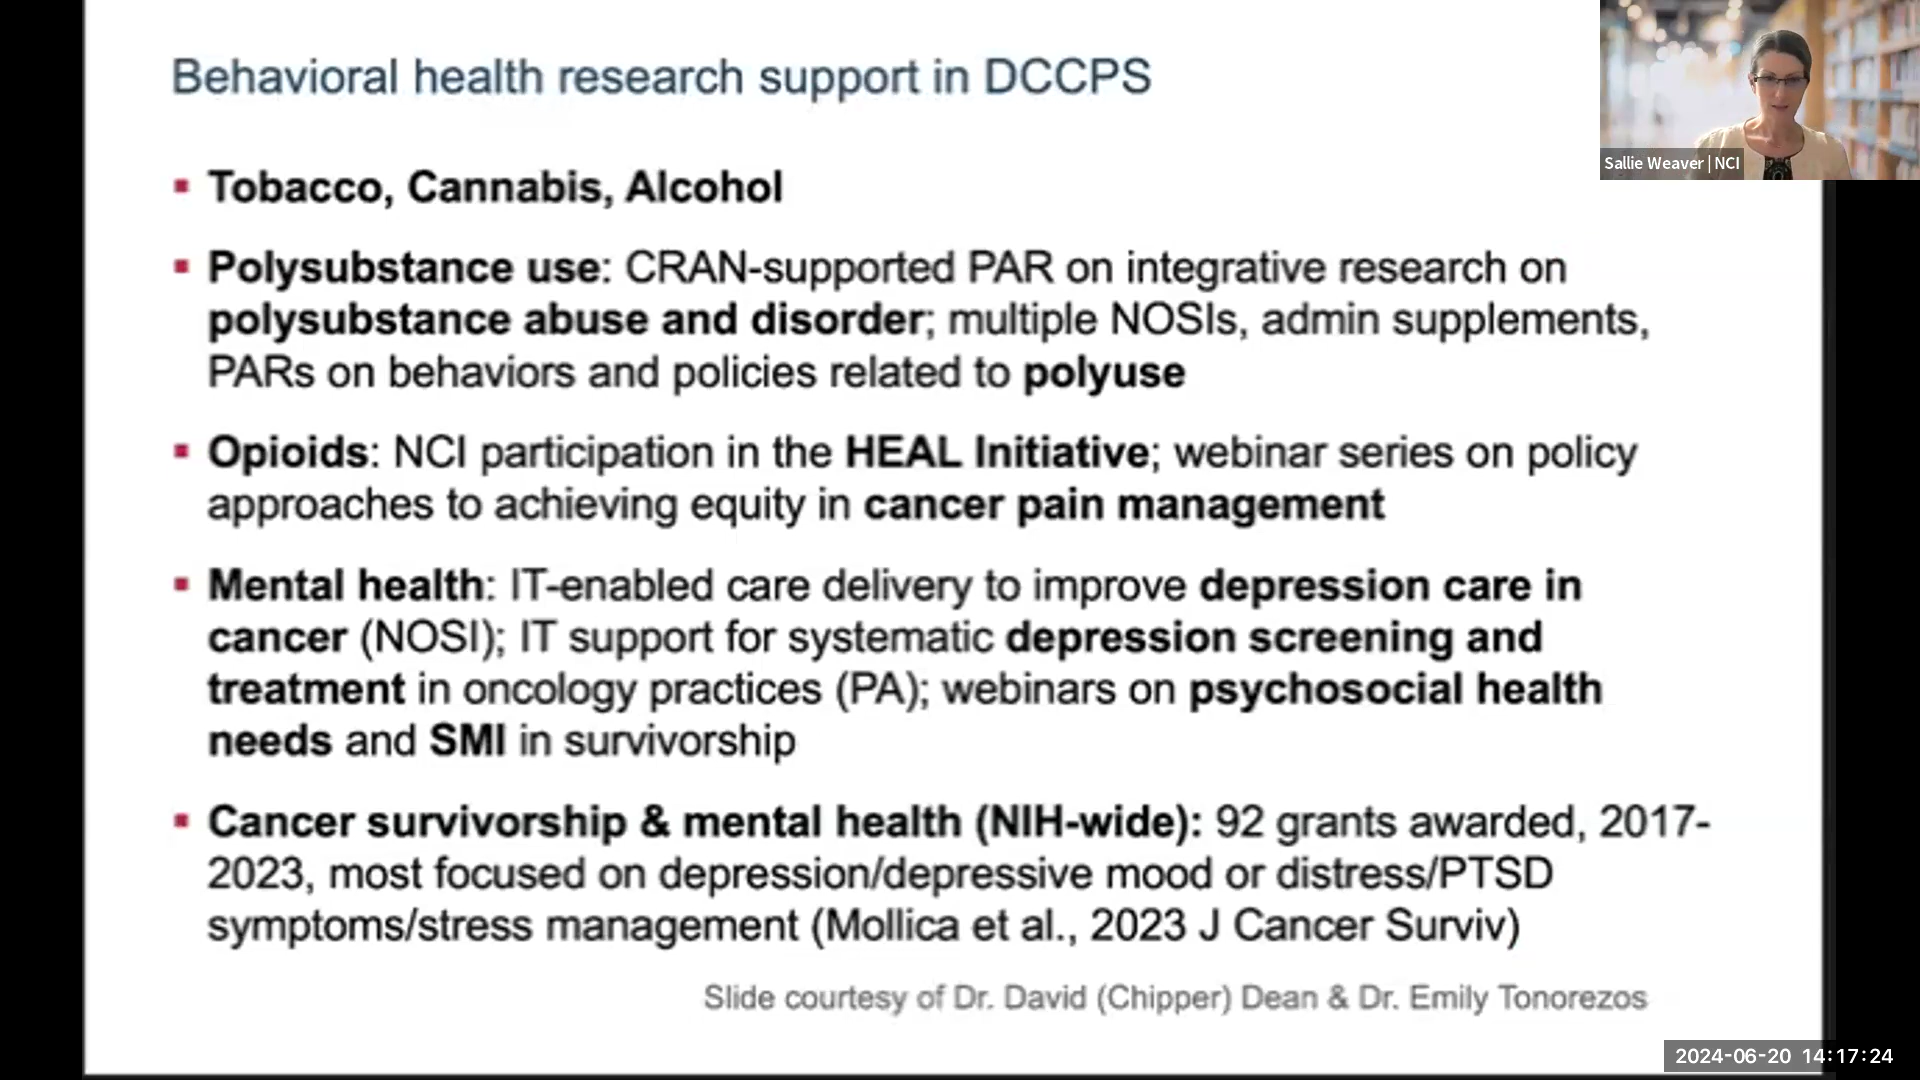 Behavioral health research support in DCCPS
Sallie Weaver | NCI
▪ Tobacco, Cannabis, Alcohol
▪ Polysubstance use: CRAN-supported PAR on integrative research on
polysubstance abuse and disorder; multiple NOSIs, admin supplements,
PARs on behaviors and policies related to polyuse
▪ Opioids: NCI participation in the HEAL Initiative; webinar series on policy
approaches to achieving equity in cancer pain management
▪ Mental health: IT-enabled care delivery to improve depression care in
cancer (NOSI); IT support for systematic depression screening and
treatment in oncology practices (PA); webinars on psychosocial health
needs and SMI in survivorship
▪ Cancer survivorship & mental health (NIH-wide): 92 grants awarded, 2017-
2023, most focused on depression/depressive mood or distress/PTSD
symptoms/stress management (Mollica et al., 2023 J Cancer Surviv)
Slide courtesy of Dr. David (Chipper) Dean & Dr. Emily Tonorezos
2024-06-20 14:17:24